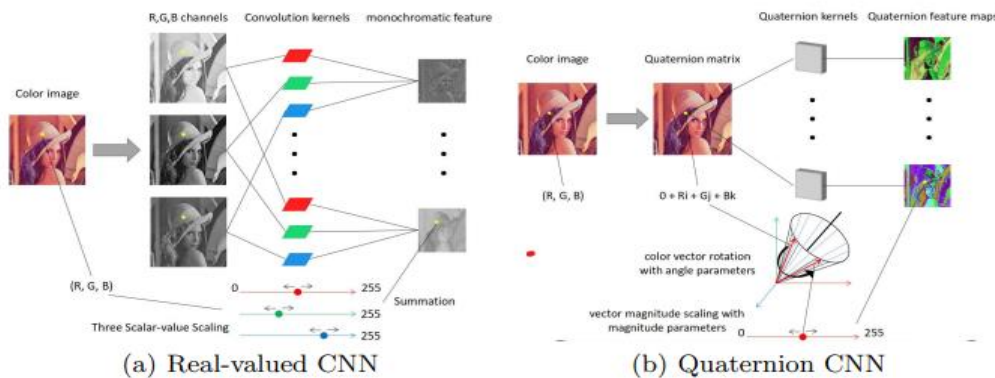 R,G,B channels
Convolution kernels
monochromatic feature
Color image
(R, G, B)
0
255
255
255
Three Scalar-value Scaling
Summation
(a) Real-valued CNN
Quaternion kernels
Quaternion feature maps
Color image
Quaternion matrix
(R, G, B)
0 + Ri + Gj + Bk
color vector rotation
with angle parameters
vector magnitude scaling with
magnitude parameters
0
255
(b) Quaternion CNN